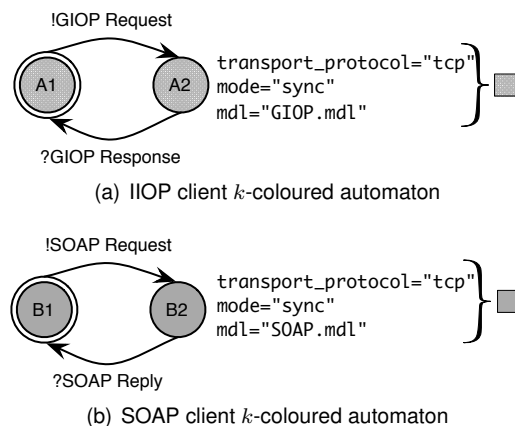 !GIOP Request
A1
A2
transport_protocol="tcp"
mode="sync"
mdl="GIOP.mdl"
?GIOP Response
(a) IIOP client k-coloured automaton
!SOAP Request
B1
B2
transport_protocol="tcp"
mode="sync"
mdl="SOAP.mdl"
?SOAP Reply
(b) SOAP client k-coloured automaton